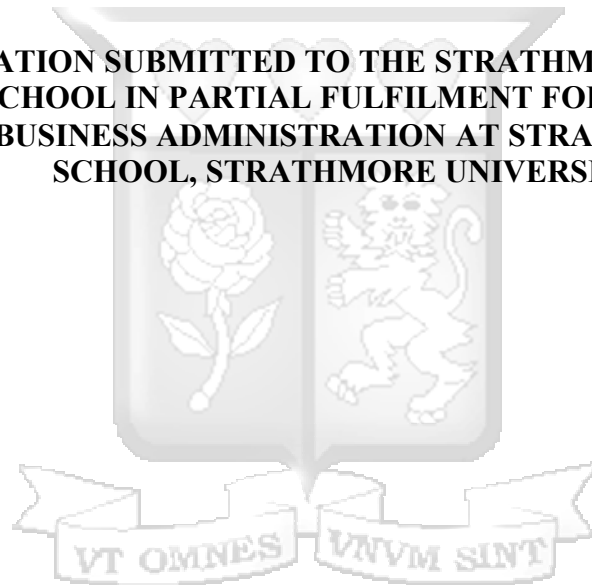 ATION SUBMITTED TO THE STRATHM
CHOOL IN PARTIAL FULFILMENT FO
BUSINESS ADMINISTRATION AT STRA
SCHOOL, STRATHMORE UNIVERS
VT OMNES VNVM SINT